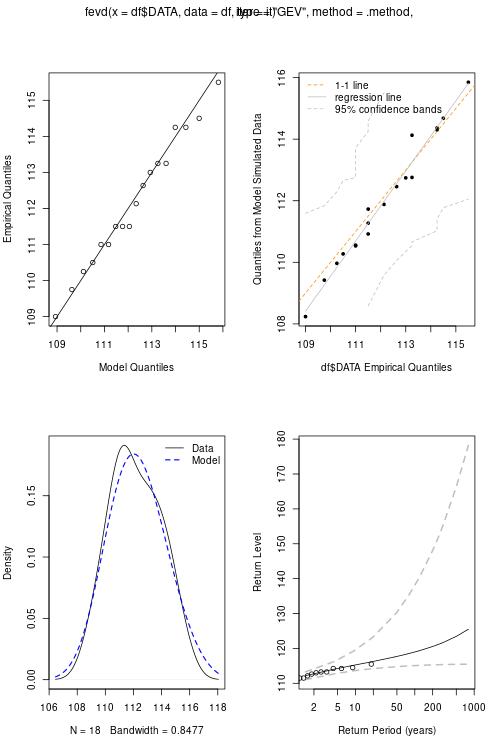 fevd(x = df$DATA, data = df, type = "GEV", method = .method,
Empirical Quantiles
109 110 111 112 113 114 115
109 111 113 115
Model Quantiles
1-1 line
regression line
95% confidence bands
Quantiles from Model Simulated Data
108 110 112 114 116
109 111 113 115
df$DATA Empirical Quantiles
Data
Model
Density
0.00 0.05 0.10 0.15
106 108 110 112 114 116 118
N = 18 Bandwidth = 0.8477
Return Level
110 120 130 140 150 160 170 180
2 5 10 50 200 1000
Return Period (years)